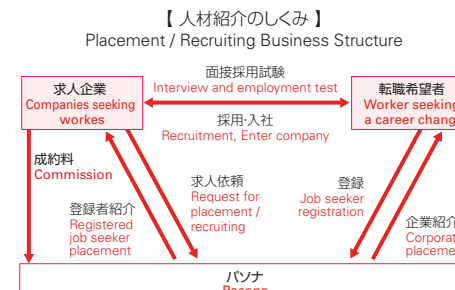 【 人材紹介のしくみ 】
Placement / Recruiting Business Structure
面接採用試験
Interview and employment test
求人企業
Companies seeking
workes
転職希望者
Worker seeking
a career chang
採用・入社
Recruitment, Enter company
成約料
Commission
求人依頼
Request for
placement /
recruiting
登録
Job seeker
registration
登録者紹介
Registered
job seeker
placement
企業紹介
Corporat
placeme
パソナ